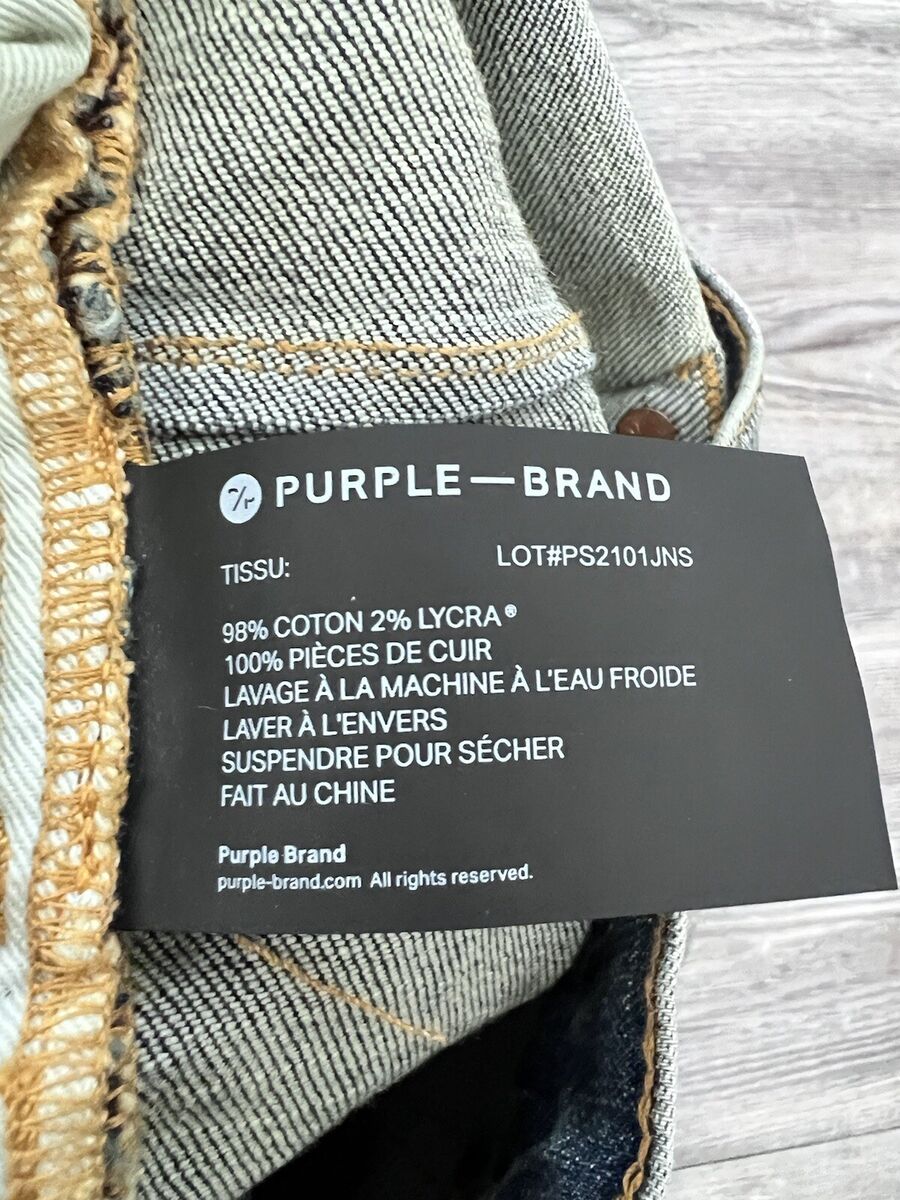 PURPLE—BRAND
TISSU:
LOT#PS2101JNS
98% COTON 2% LYCRA®
100% PIÈCES DE CUIR
LAVAGE À LA MACHINE À L'EAU FROIDE
LAVER À L'ENVERS
SUSPENDRE POUR SÉCHER
FAIT AU CHINE
Purple Brand
purple-brand.com All rights reserved.